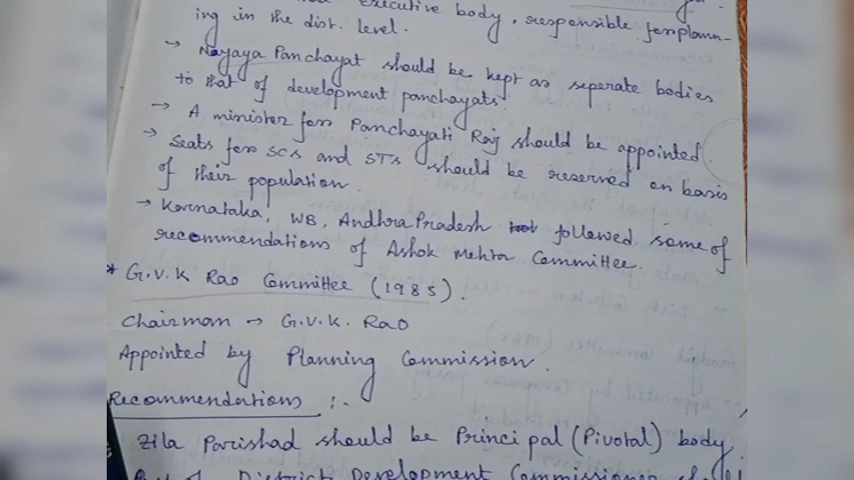 executive body, responsible for plann-
ing in the dist. level.
→ Nayaya Panchayat should be kept as seperate bodies
to that of development panchayats.
→ A minister for Panchayati Raj should be appointed.
→ Seats for SCs and STs should be reserved on basis
of their population.
→ Karnataka, WB, Andhra Pradesh followed some of
recommendations of Ashok Mehta Committee.
* G.V.K Rao Committee (1985).
Chairman → G.V.K. Rao
Appointed by Planning Commission.
Recommendations :-
Zila Parishad should be Principal (Pivotal) body
District Development Commissioner